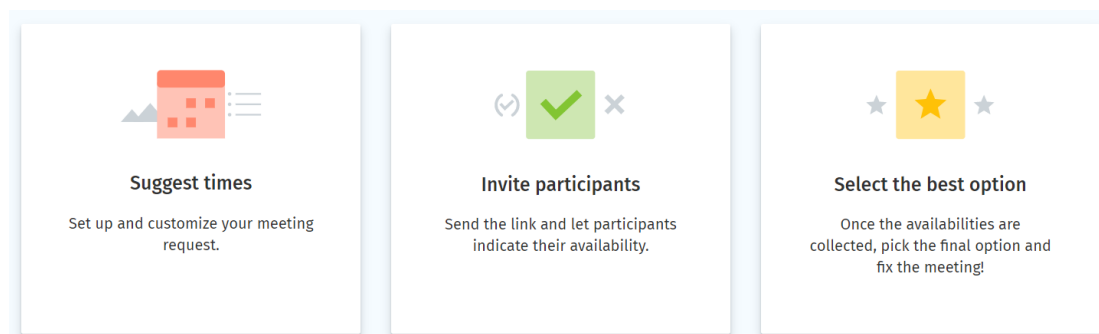 Suggest times
Set up and customize your meeting
request.
Invite participants
Send the link and let participants
indicate their availability.
Select the best option
Once the availabilities are
collected, pick the final option and
fix the meeting!